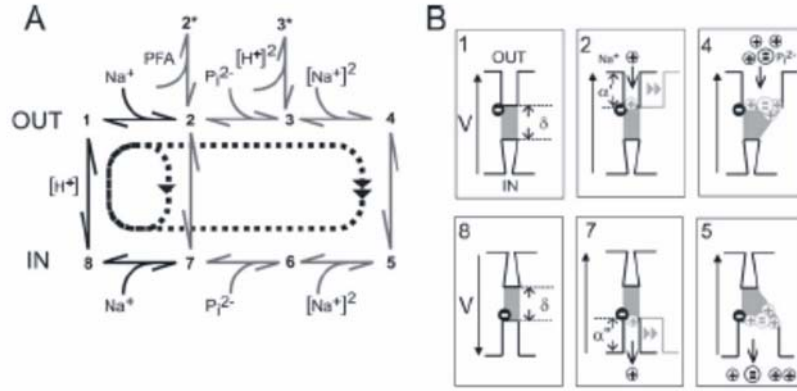 A
B
2* 3*
PFA [H+]2
Na+ Pi2- [Na+]2
OUT 1 2 3 4
[H+]
IN 8 7 6 5
Na+ Pi2- [Na+]2
1 OUT V δ IN
2 Na+ α'
4 Pi2-
8 V δ
7 α"
5